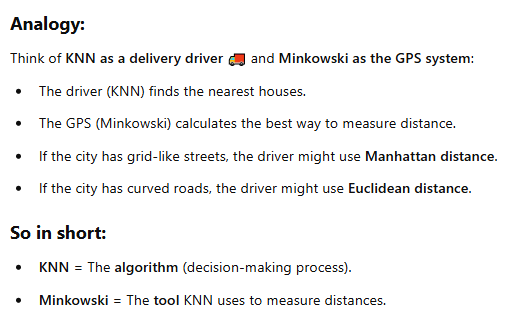 Analogy:
Think of KNN as a delivery driver 🚚 and Minkowski as the GPS system:
• The driver (KNN) finds the nearest houses.
• The GPS (Minkowski) calculates the best way to measure distance.
• If the city has grid-like streets, the driver might use Manhattan distance.
• If the city has curved roads, the driver might use Euclidean distance.
So in short:
• KNN = The algorithm (decision-making process).
• Minkowski = The tool KNN uses to measure distances.